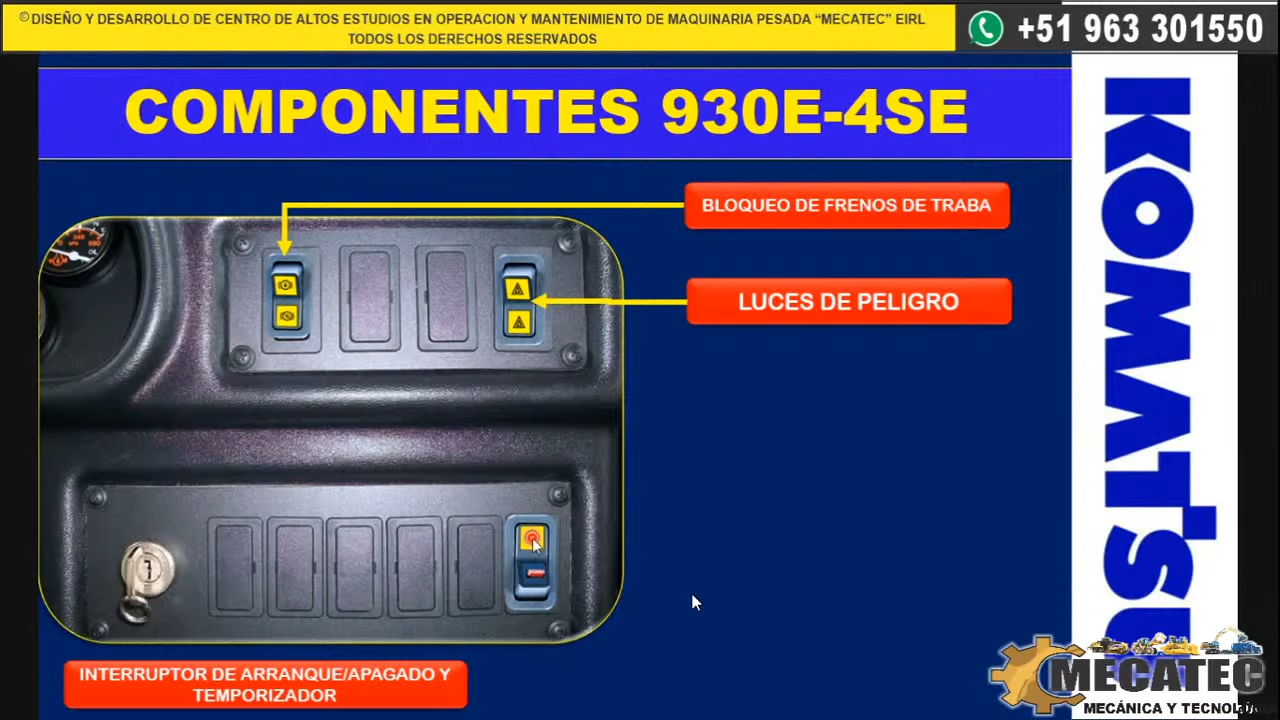 © DISEÑO Y DESARROLLO DE CENTRO DE ALTOS ESTUDIOS EN OPERACION Y MANTENIMIENTO DE MAQUINARIA PESADA “MECATEC” EIRL
TODOS LOS DERECHOS RESERVADOS
+51 963 301550
COMPONENTES 930E-4SE
BLOQUEO DE FRENOS DE TRABA
LUCES DE PELIGRO
INTERRUPTOR DE ARRANQUE/APAGADO Y
TEMPORIZADOR
KOMATSU
MECATEC
MECÁNICA Y